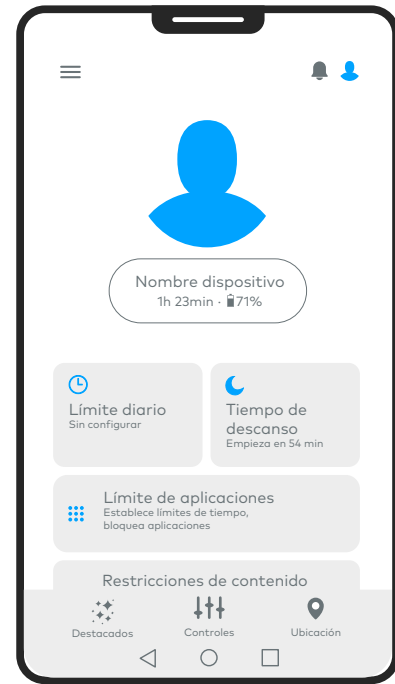 Nombre dispositivo
1h 23min · 71%
Límite diario
Sin configurar
Tiempo de
descanso
Empieza en 54 min
Límite de aplicaciones
Establece límites de tiempo,
bloquea aplicaciones
Restricciones de contenido
Destacados
Controles
Ubicación